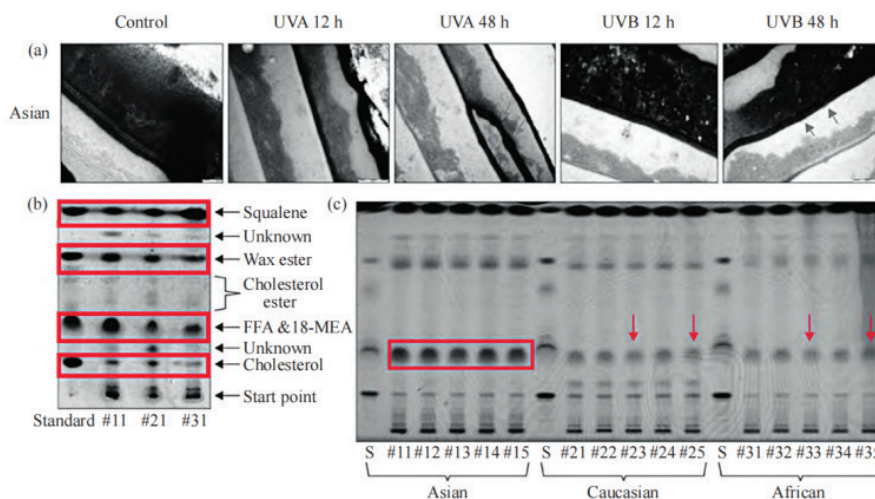 Control UVA 12 h UVA 48 h UVB 12 h UVB 48 h
(a)
Asian
(b)
Squalene
Unknown
Wax ester
Cholesterol
ester
FFA &18-MEA
Unknown
Cholesterol
Start point
Standard #11 #21 #31
(c)
S #11 #12 #13 #14 #15 S #21 #22 #23 #24 #25 S #31 #32 #33 #34 #35
Asian Caucasian African